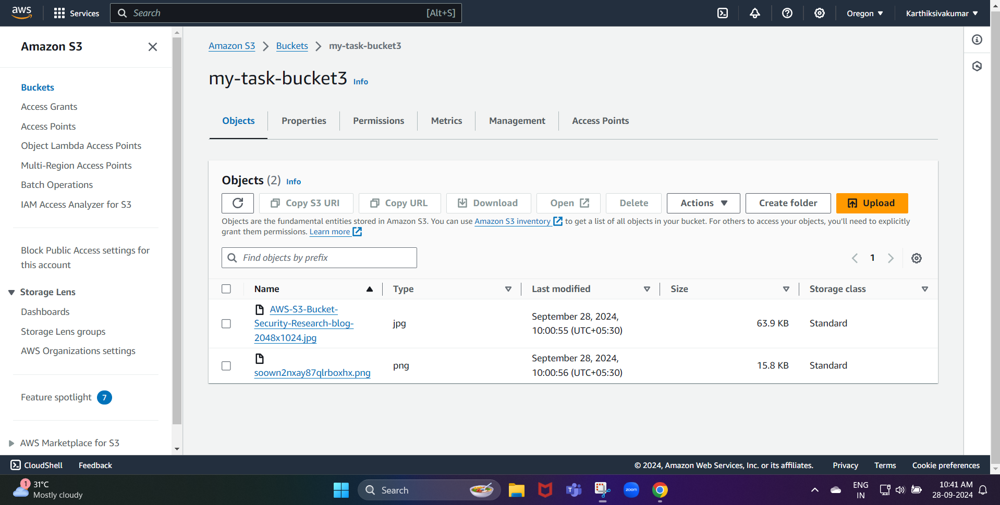 aws Services Search [Alt+S] Oregon Karthiksivakumar
Amazon S3
Buckets
Access Grants
Access Points
Object Lambda Access Points
Multi-Region Access Points
Batch Operations
IAM Access Analyzer for S3
Block Public Access settings for
this account
Storage Lens
Dashboards
Storage Lens groups
AWS Organizations settings
Feature spotlight 7
AWS Marketplace for S3
Amazon S3 Buckets my-task-bucket3
my-task-bucket3 Info
Objects Properties Permissions Metrics Management Access Points
Objects (2) Info
Copy S3 URI Copy URL Download Open Delete Actions Create folder Upload
Objects are the fundamental entities stored in Amazon S3. You can use Amazon S3 inventory to get a list of all objects in your bucket. For others to access your objects, you’ll need to explicitly
grant them permissions. Learn more
Find objects by prefix 1
Name Type Last modified Size Storage class
AWS-S3-Bucket-
Security-Research-blog-
2048x1024.jpg
jpg
September 28, 2024,
10:00:55 (UTC+05:30)
63.9 KB
Standard
soown2nxay87qlrboxhx.png
png
September 28, 2024,
10:00:56 (UTC+05:30)
15.8 KB
Standard
CloudShell Feedback © 2024, Amazon Web Services, Inc. or its affiliates. Privacy Terms Cookie preferences
1
31°C
Mostly cloudy
Search
T
zoom
ENG
IN
10:41 AM
28-09-2024